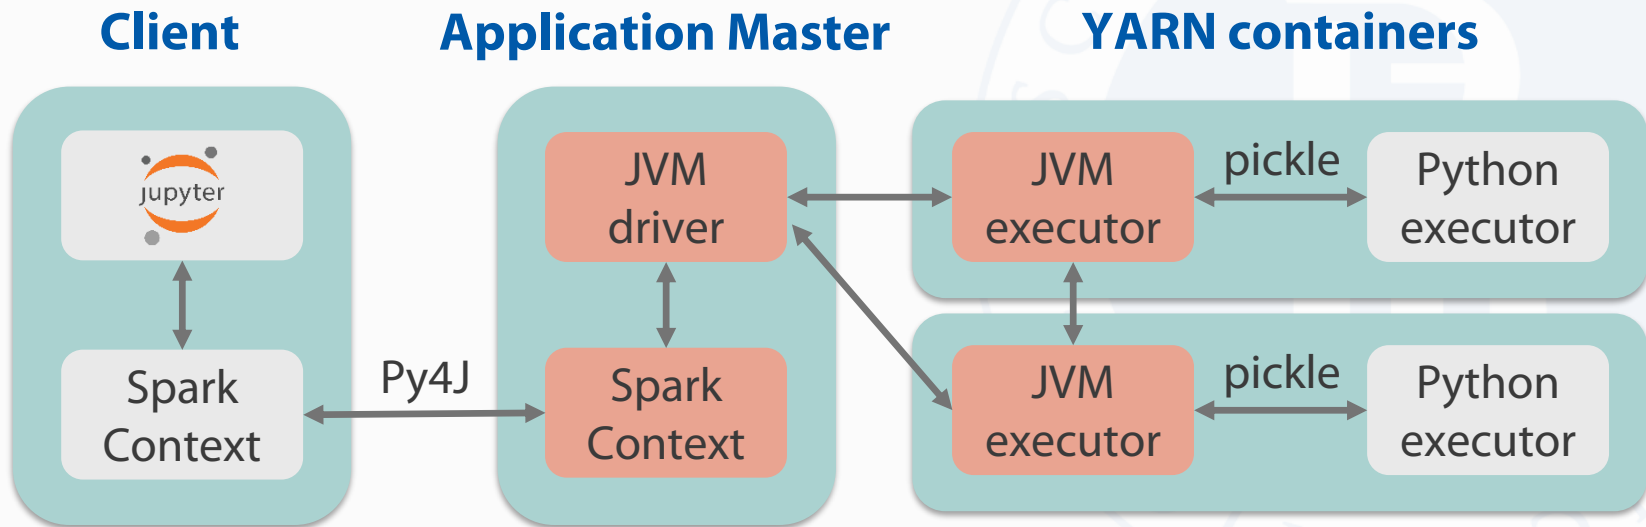 Client
Application Master
YARN containers
jupyter
Spark
Context
Py4J
JVM
driver
Spark
Context
JVM
executor
pickle
Python
executor
JVM
executor
pickle
Python
executor